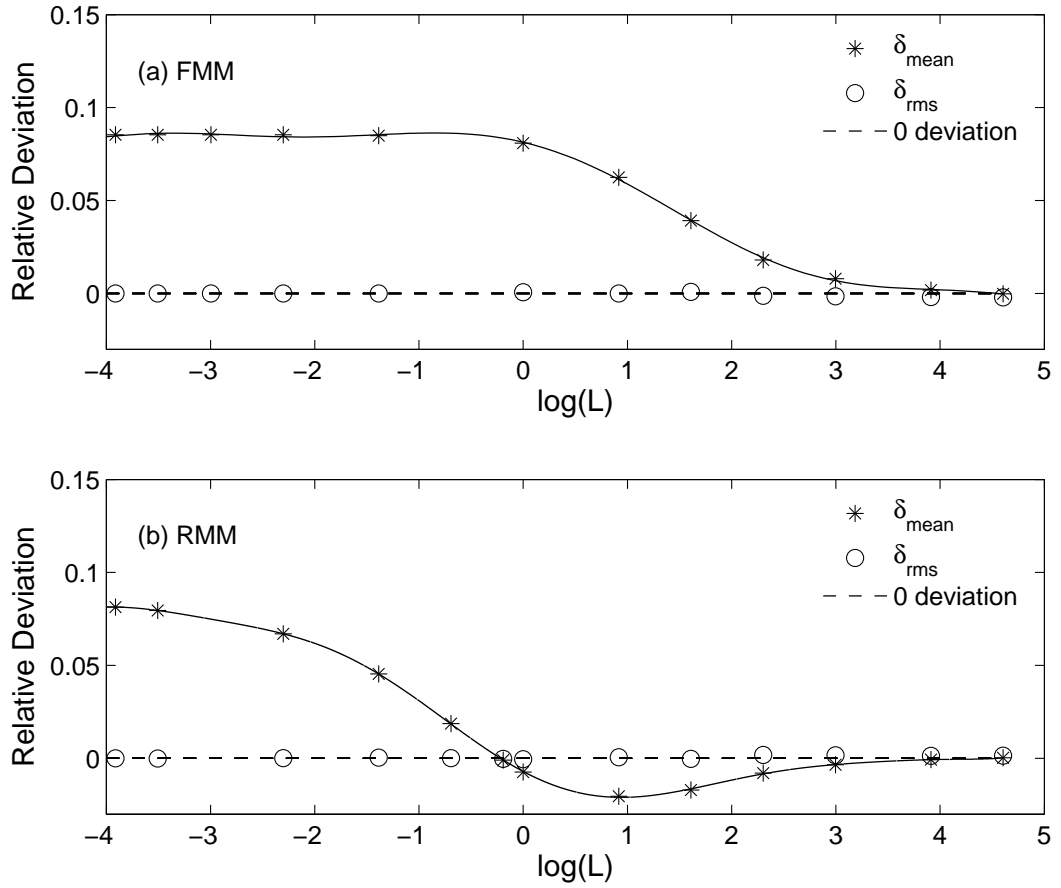 0.15
(a) FMM
δmean
δrms
0 deviation
0.1
0.05
0
Relative Deviation
−4 −3 −2 −1 0 1 2 3 4 5
log(L)
0.15
(b) RMM
δmean
δrms
0 deviation
0.1
0.05
0
Relative Deviation
−4 −3 −2 −1 0 1 2 3 4 5
log(L)